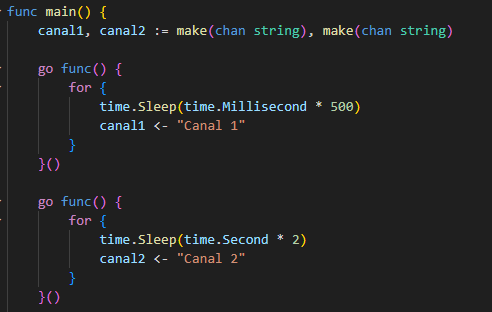 func main() {
    canal1, canal2 := make(chan string), make(chan string)

    go func() {
        for {
            time.Sleep(time.Millisecond * 500)
            canal1 <- "Canal 1"
        }
    }()

    go func() {
        for {
            time.Sleep(time.Second * 2)
            canal2 <- "Canal 2"
        }
    }()